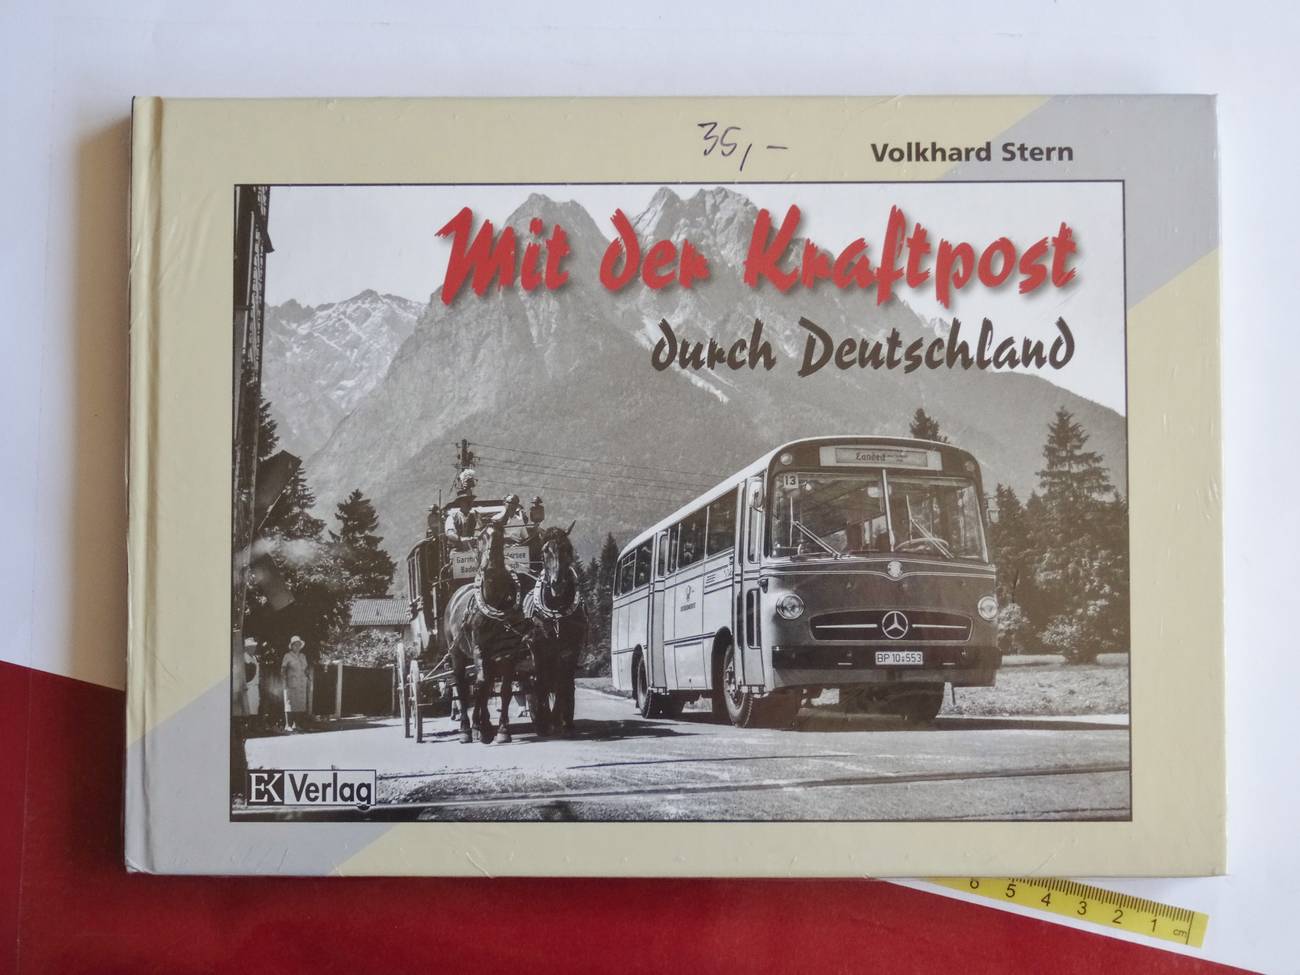 35,-
Volkhard Stern
Mit der Kraftpost
durch Deutschland
13
BP 10-553
EK Verlag
6 5 4 3 2 1 cm